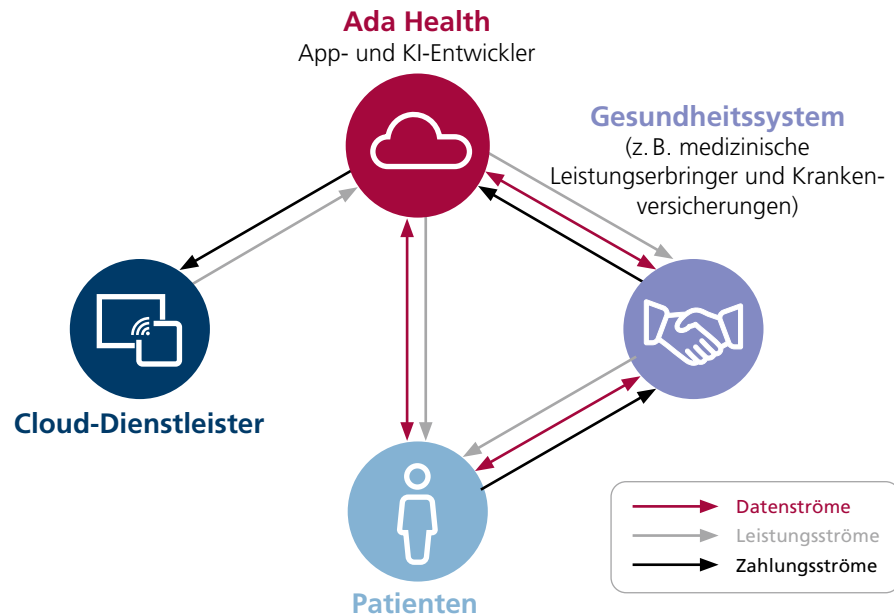 Ada Health
App- und KI-Entwickler
Gesundheitssystem
(z. B. medizinische
Leistungserbringer und Kranken-
versicherungen)
Cloud-Dienstleister
Patienten
Datenströme
Leistungsströme
Zahlungsströme